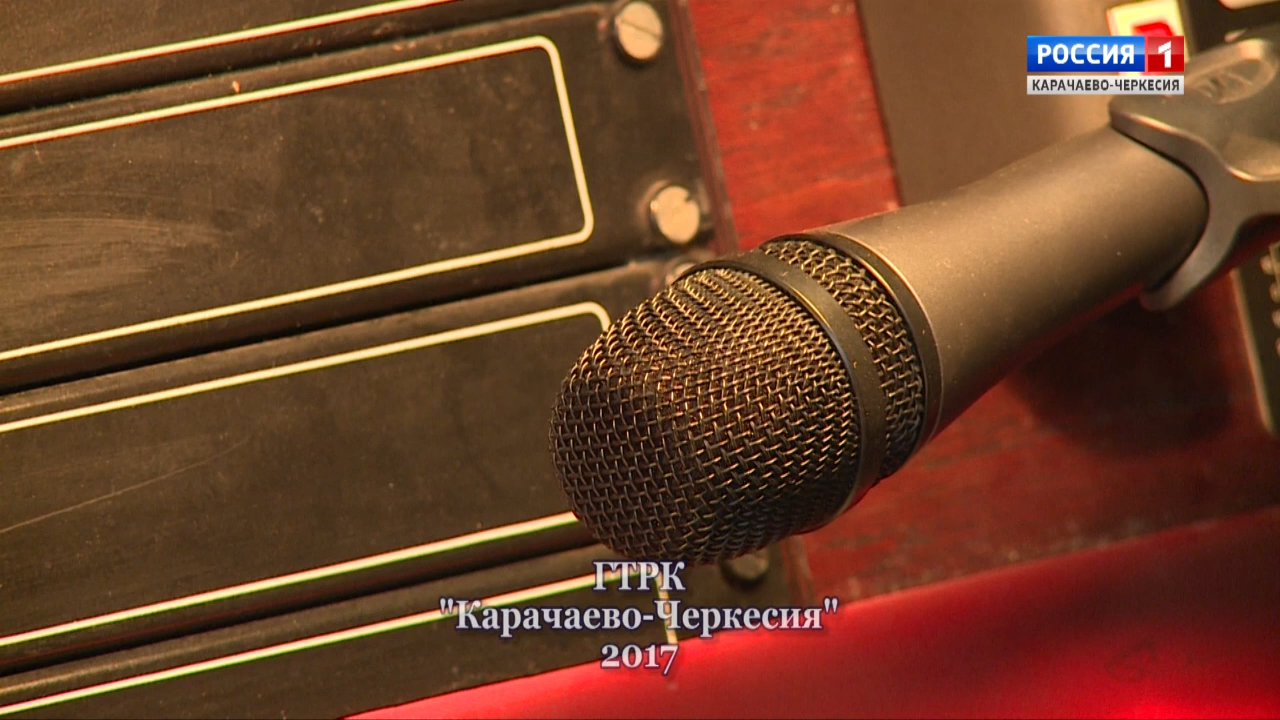 РОССИЯ 1
КАРАЧАЕВО-ЧЕРКЕСИЯ
ГТРК
"Карачаево-Черкесия"
2017